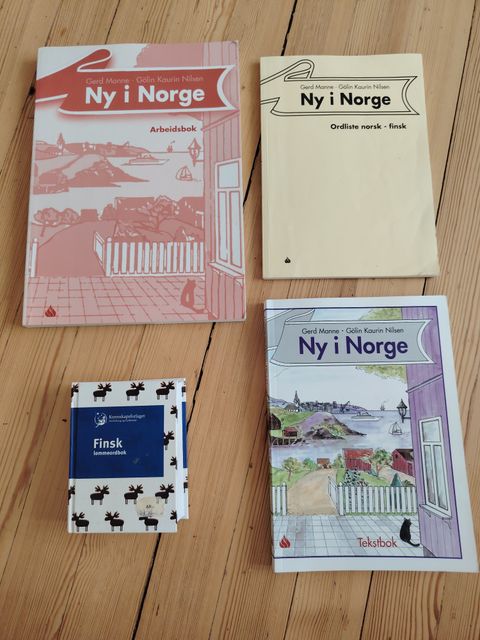 Gerd Manne · Gölin Kaurin Nilsen
Ny i Norge
Arbeidsbok
Gerd Manne · Gölin Kaurin Nilsen
Ny i Norge
Ordliste norsk - finsk
Gerd Manne · Gölin Kaurin Nilsen
Ny i Norge
Tekstbok
Kunnskapsforlaget
Finsk
lommeordbok